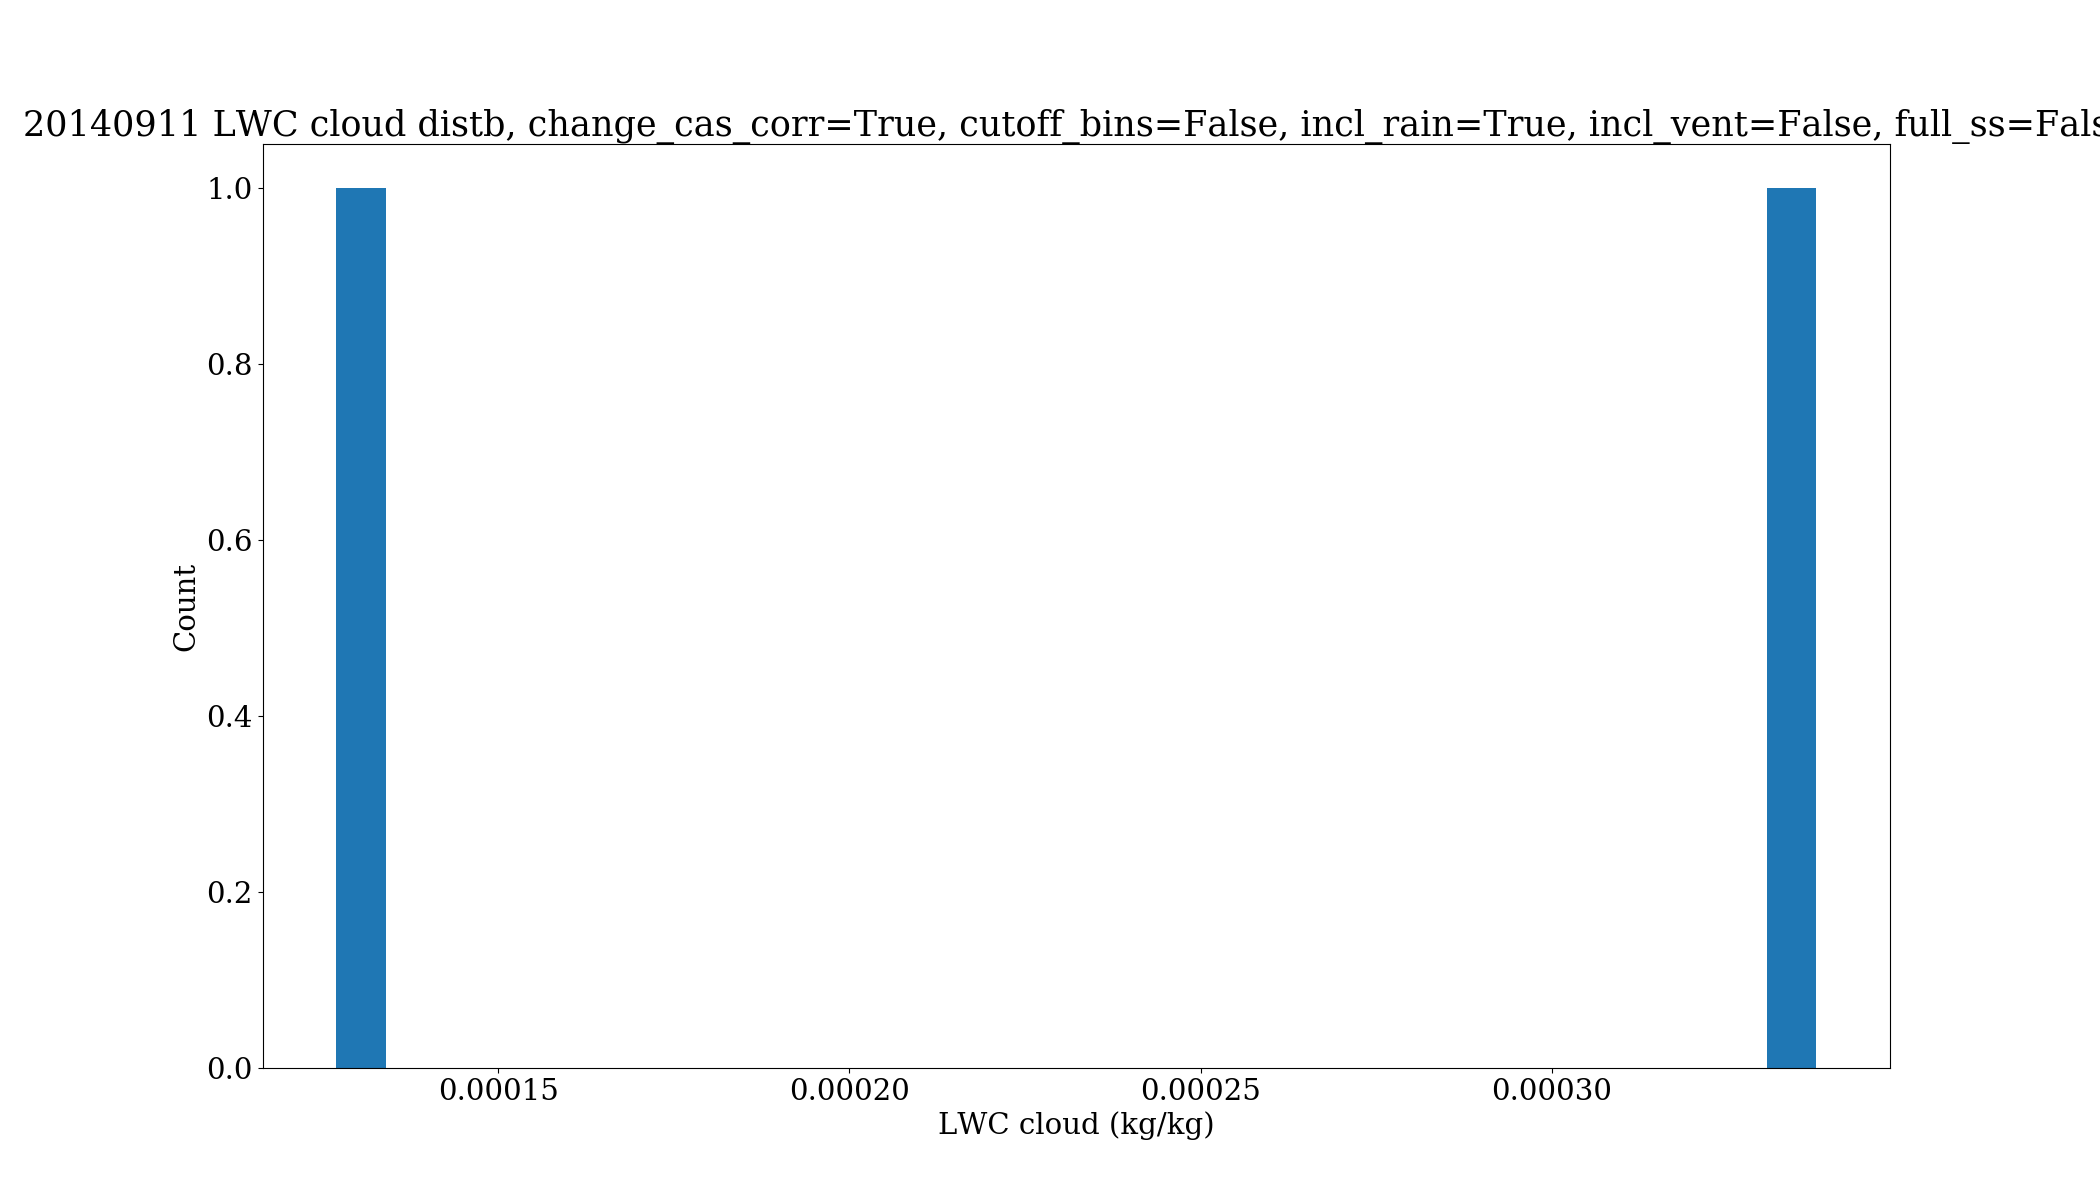 20140911 LWC cloud distb, change_cas_corr=True, cutoff_bins=False, incl_rain=True, incl_vent=False, full_ss=Fals
1.0
0.8
0.6
0.4
0.2
0.0
Count
0.00015 0.00020 0.00025 0.00030
LWC cloud (kg/kg)